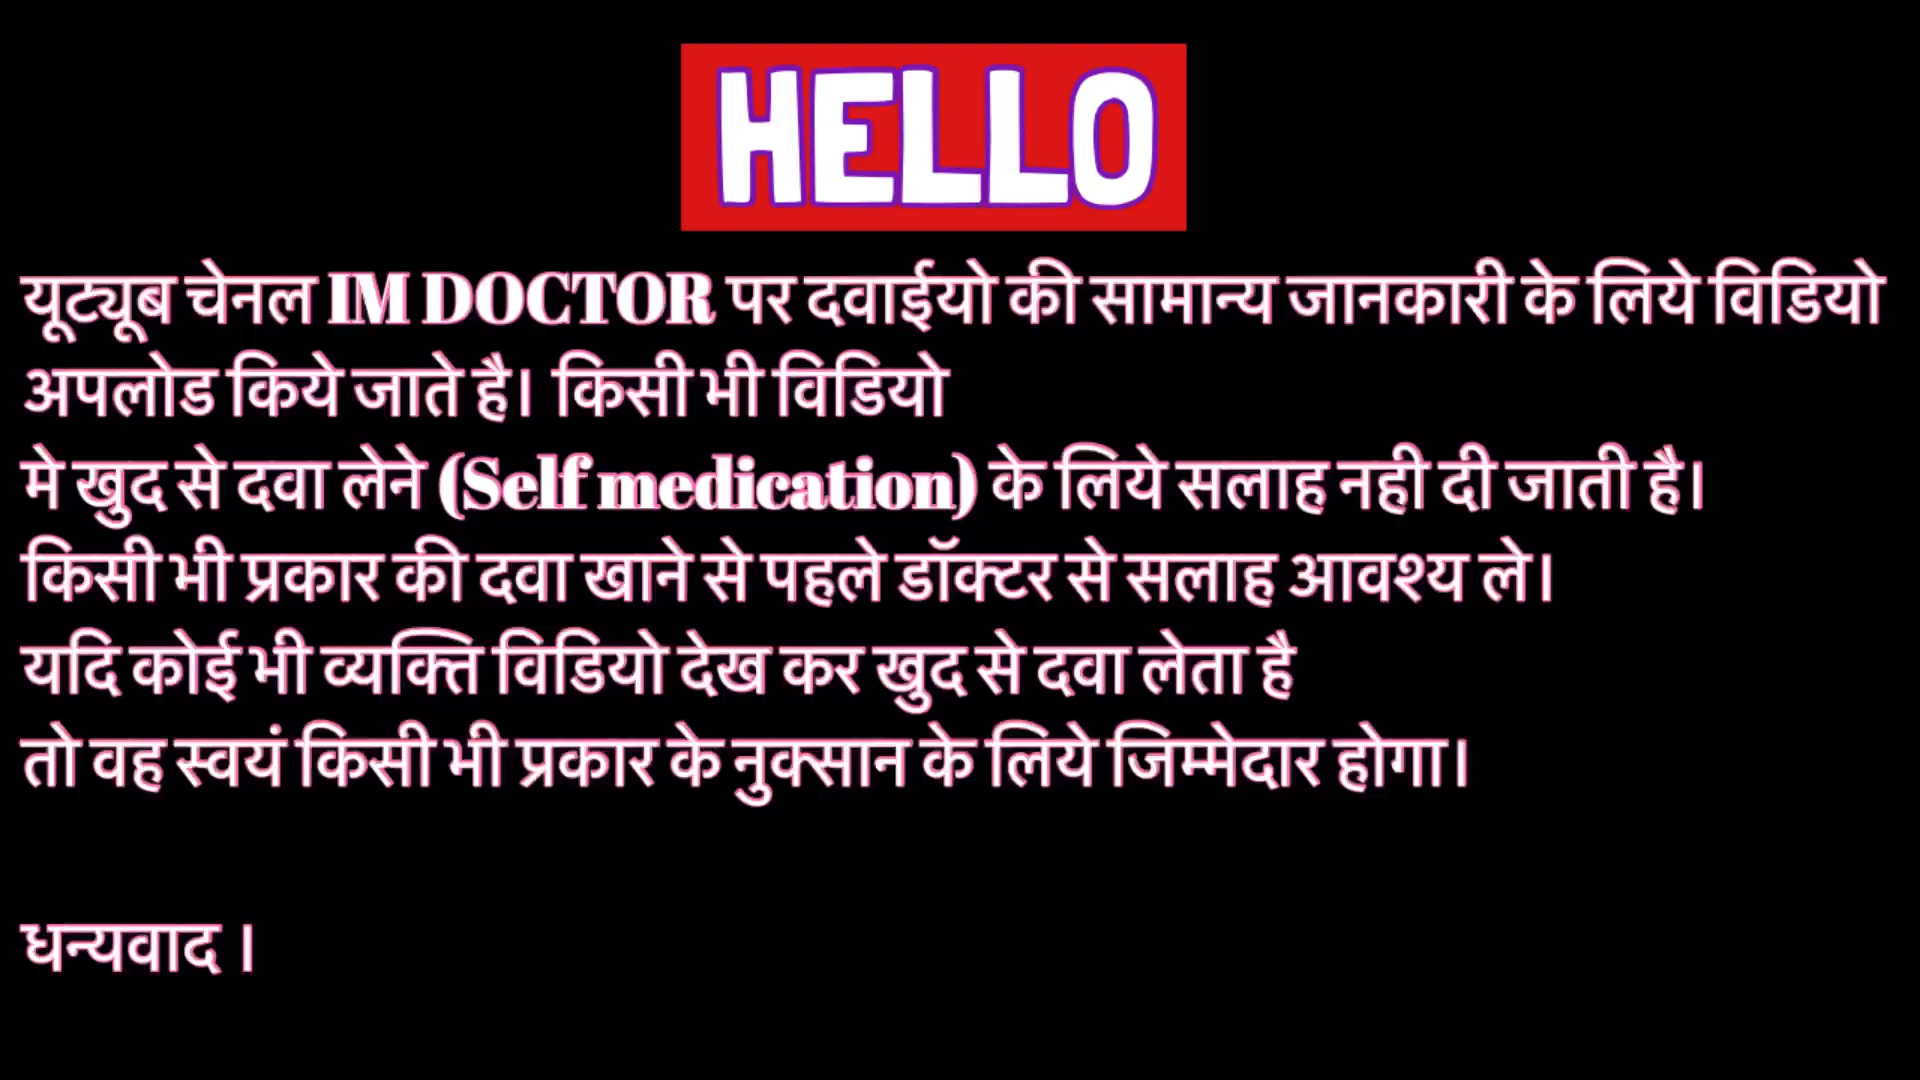 HELLO
यूट्यूब चेनल IM DOCTOR पर दवाईयो की सामान्य जानकारी के लिये विडियो
अपलोड किये जाते है। किसी भी विडियो
मे खुद से दवा लेने (Self medication) के लिये सलाह नही दी जाती है।
किसी भी प्रकार की दवा खाने से पहले डॉक्टर से सलाह आवश्य ले।
यदि कोई भी व्यक्ति विडियो देख कर खुद से दवा लेता है
तो वह स्वयं किसी भी प्रकार के नुक्सान के लिये जिम्मेदार होगा।
धन्यवाद ।